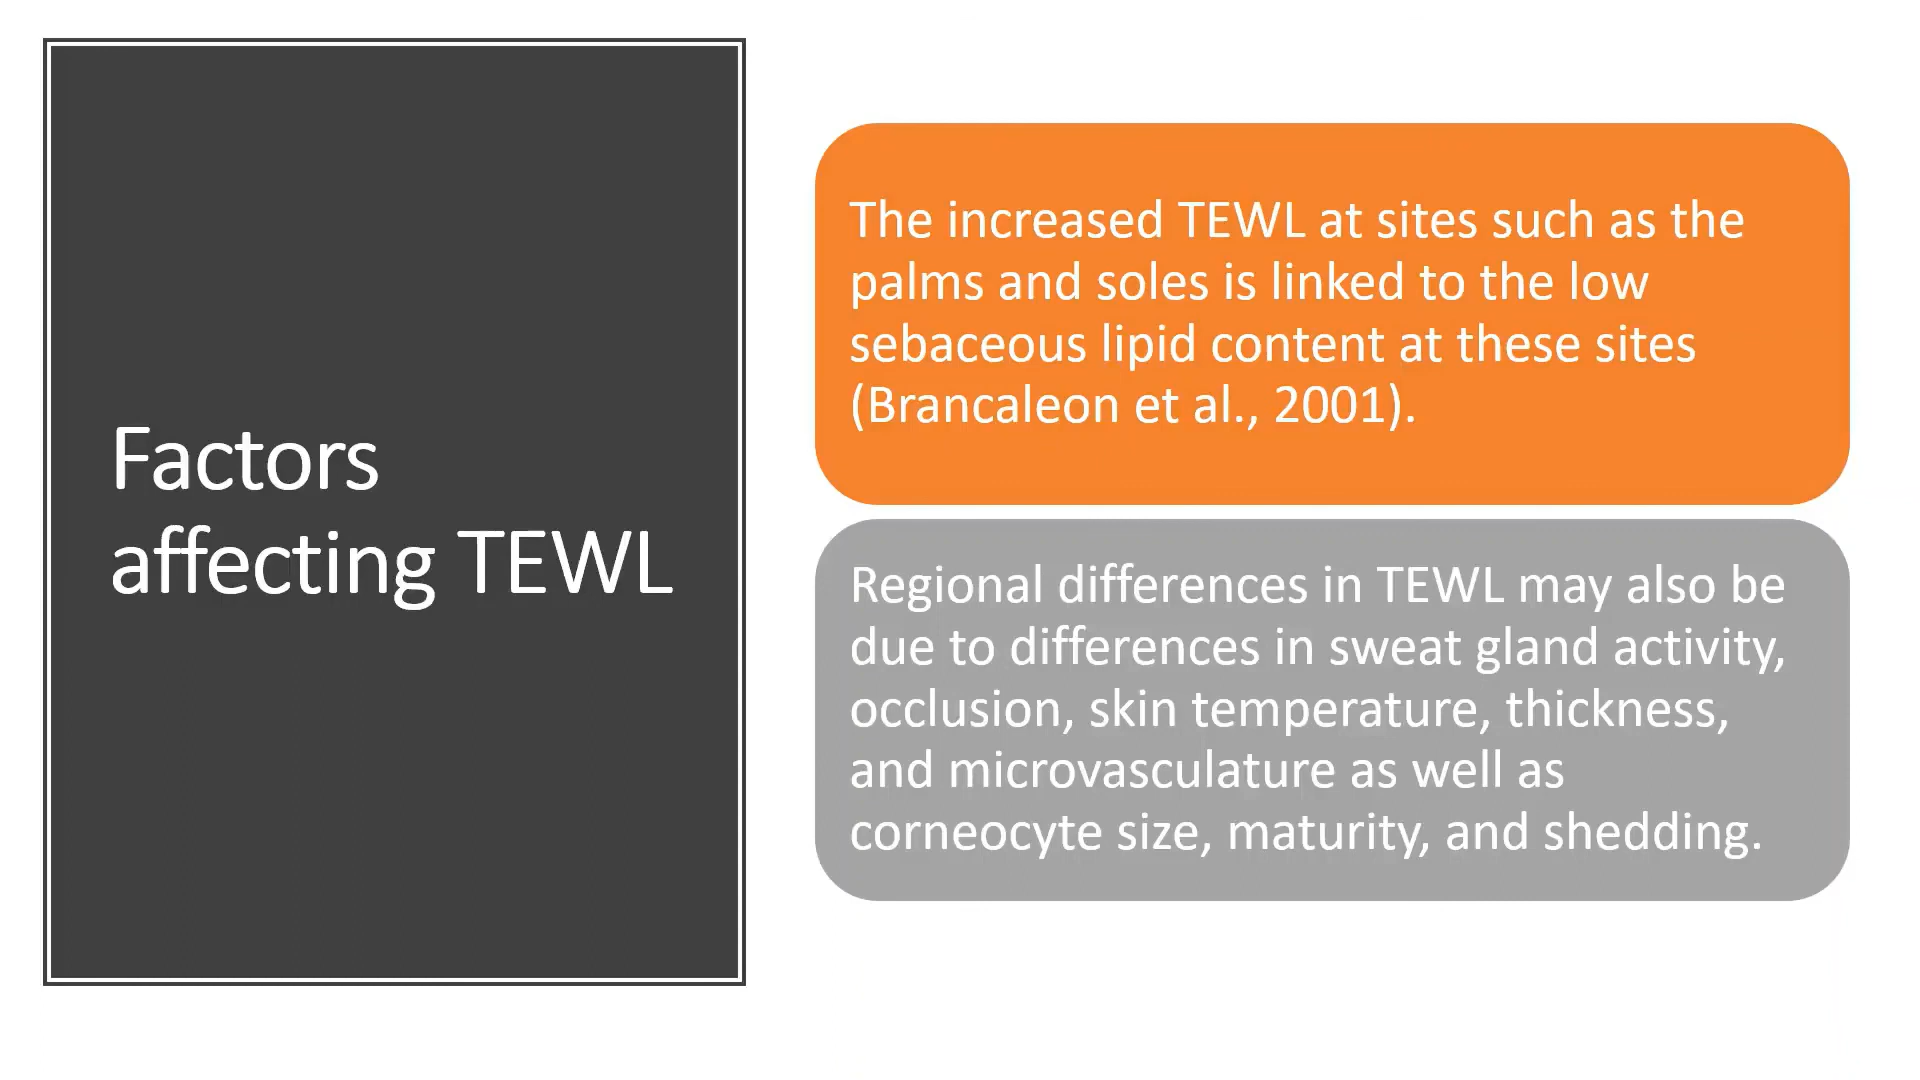 Factors
affecting TEWL
The increased TEWL at sites such as the
palms and soles is linked to the low
sebaceous lipid content at these sites
(Brancaleon et al., 2001).
Regional differences in TEWL may also be
due to differences in sweat gland activity,
occlusion, skin temperature, thickness,
and microvasculature as well as
corneocyte size, maturity, and shedding.